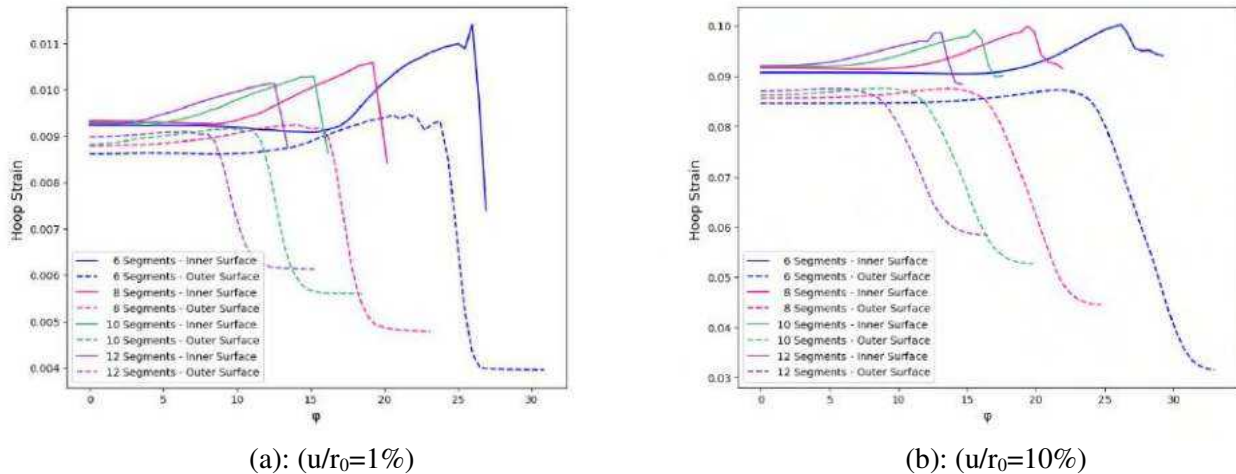 0.011
0.010
0.009
0.008
0.007
0.006
0.005
0.004
Hoop Strain
6 Segments - Inner Surface
6 Segments - Outer Surface
8 Segments - Inner Surface
8 Segments - Outer Surface
10 Segments - Inner Surface
10 Segments - Outer Surface
12 Segments - Inner Surface
12 Segments - Outer Surface
0 5 10 15 20 25 30
φ
(a): (u/r₀=1%)
0.10
0.09
0.08
0.07
0.06
0.05
0.04
0.03
Hoop Strain
6 Segments - Inner Surface
6 Segments - Outer Surface
8 Segments - Inner Surface
8 Segments - Outer Surface
10 Segments - Inner Surface
10 Segments - Outer Surface
12 Segments - Inner Surface
12 Segments - Outer Surface
0 5 10 15 20 25 30
φ
(b): (u/r₀=10%)